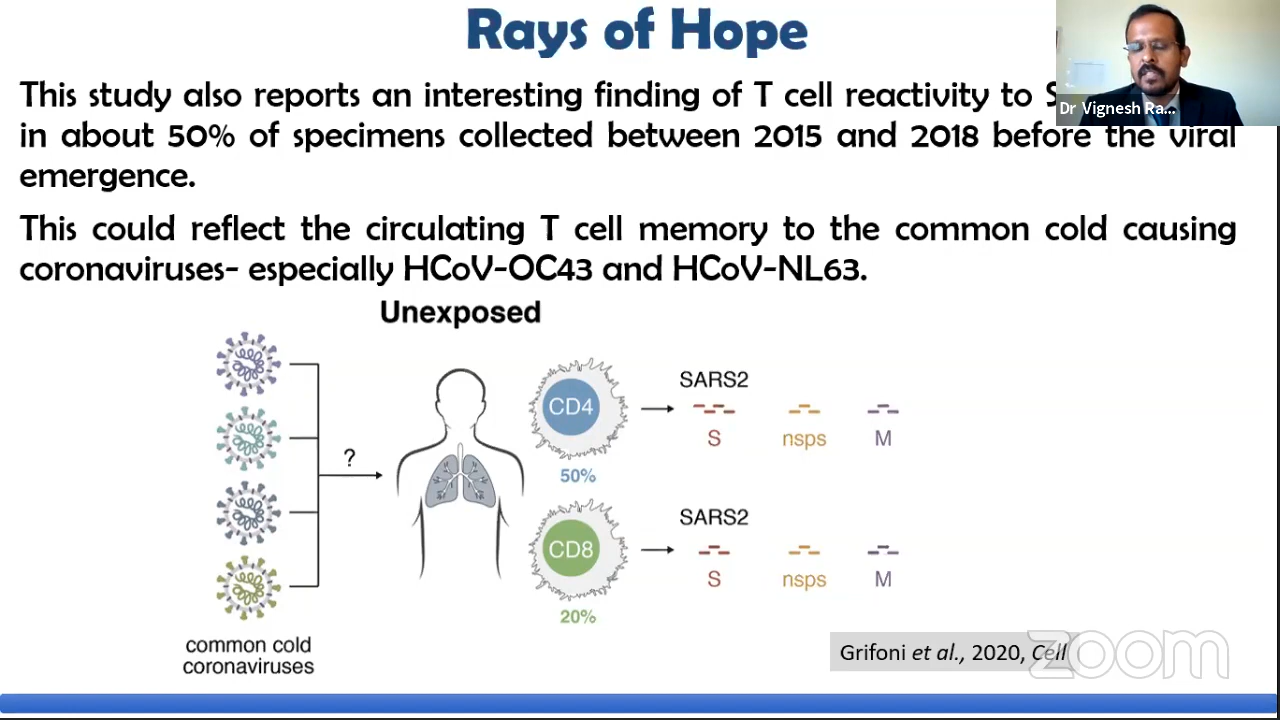 Rays of Hope
This study also reports an interesting finding of T cell reactivity to S
Dr Vignesh Ra...
in about 50% of specimens collected between 2015 and 2018 before the viral
emergence.
This could reflect the circulating T cell memory to the common cold causing
coronaviruses- especially HCoV-OC43 and HCoV-NL63.
Unexposed
SARS2
CD4
S nsps M
?
50%
SARS2
CD8
S nsps M
20%
common cold
coronaviruses
Grifoni et al., 2020, Cell
zoom